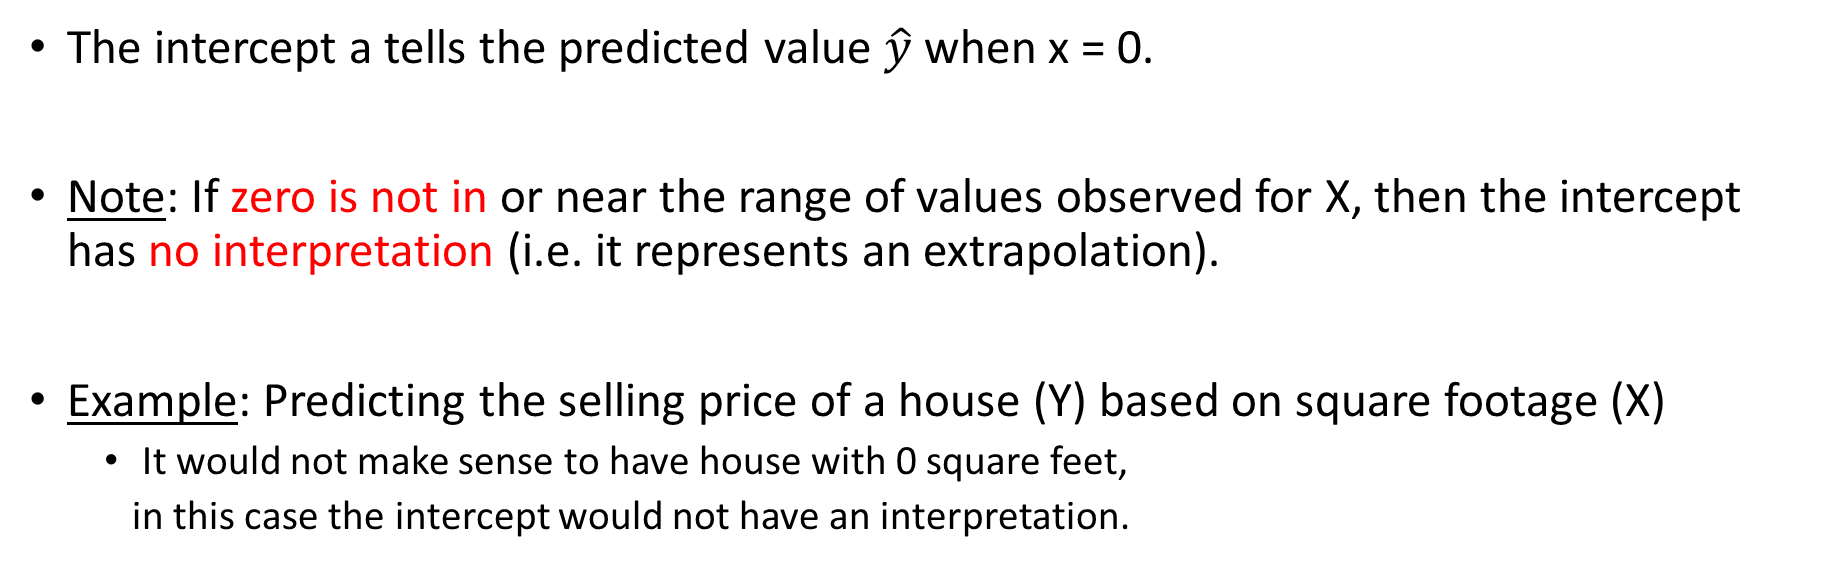 • The intercept a tells the predicted value ŷ when x = 0.
• Note: If zero is not in or near the range of values observed for X, then the intercept
has no interpretation (i.e. it represents an extrapolation).
• Example: Predicting the selling price of a house (Y) based on square footage (X)
• It would not make sense to have house with 0 square feet,
in this case the intercept would not have an interpretation.